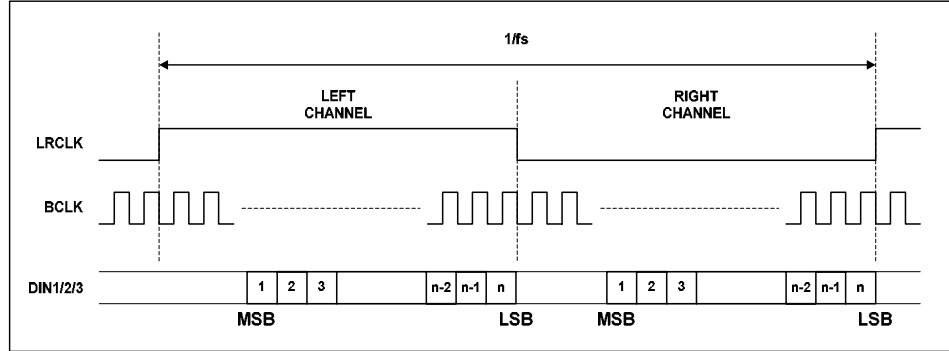 1/fs
LEFT
CHANNEL
RIGHT
CHANNEL
LRCLK
BCLK
DIN1/2/3 1 2 3 n-2 n-1 n 1 2 3 n-2 n-1 n
MSB LSB MSB LSB